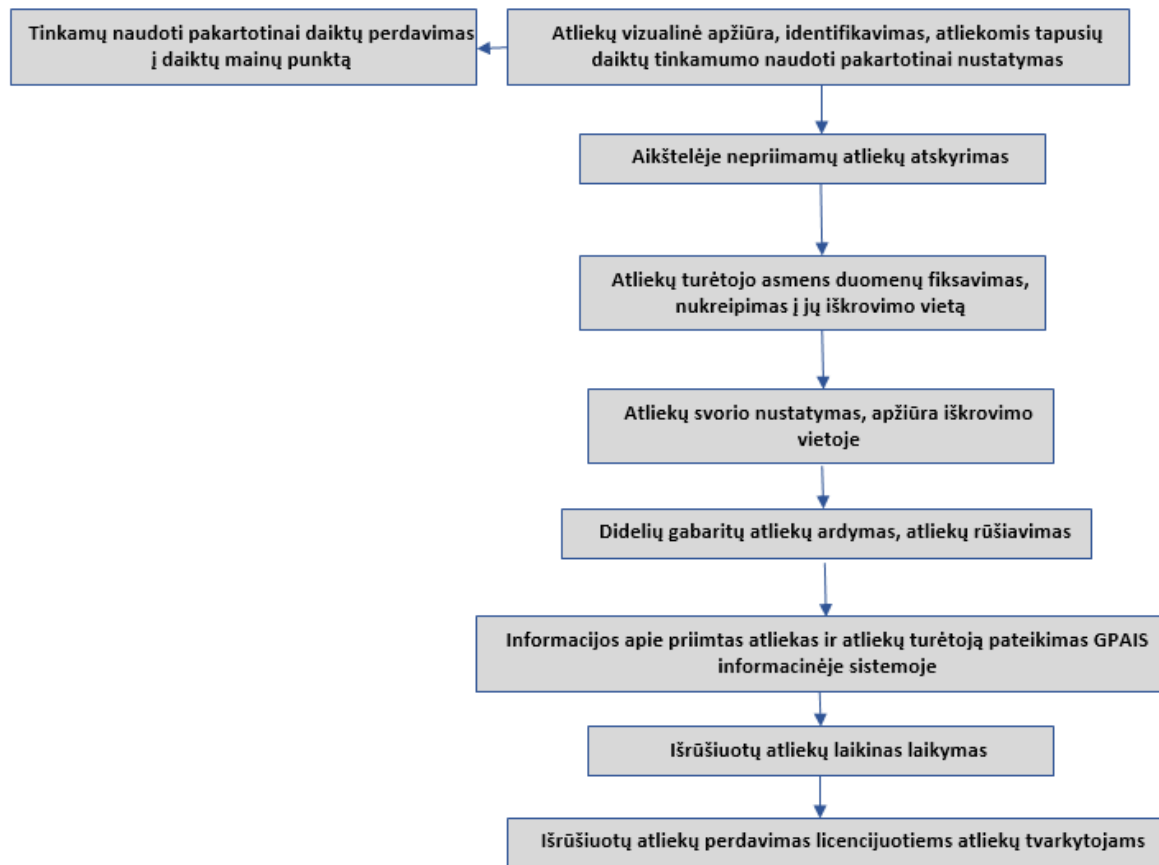 Tinkamų naudoti pakartotinai daiktų perdavimas
į daiktų mainų punktą
Atliekų vizualinė apžiūra, identifikavimas, atliekomis tapusių
daiktų tinkamumo naudoti pakartotinai nustatymas
Aikštelėje nepriimamų atliekų atskyrimas
Atliekų turėtojo asmens duomenų fiksavimas,
nukreipimas į jų iškrovimo vietą
Atliekų svorio nustatymas, apžiūra iškrovimo
vietoje
Didelių gabaritų atliekų ardymas, atliekų rūšiavimas
Informacijos apie priimtas atliekas ir atliekų turėtoją pateikimas GPAIS
informacinėje sistemoje
Išrūšiuotų atliekų laikinas laikymas
Išrūšiuotų atliekų perdavimas licencijuotiems atliekų tvarkytojams